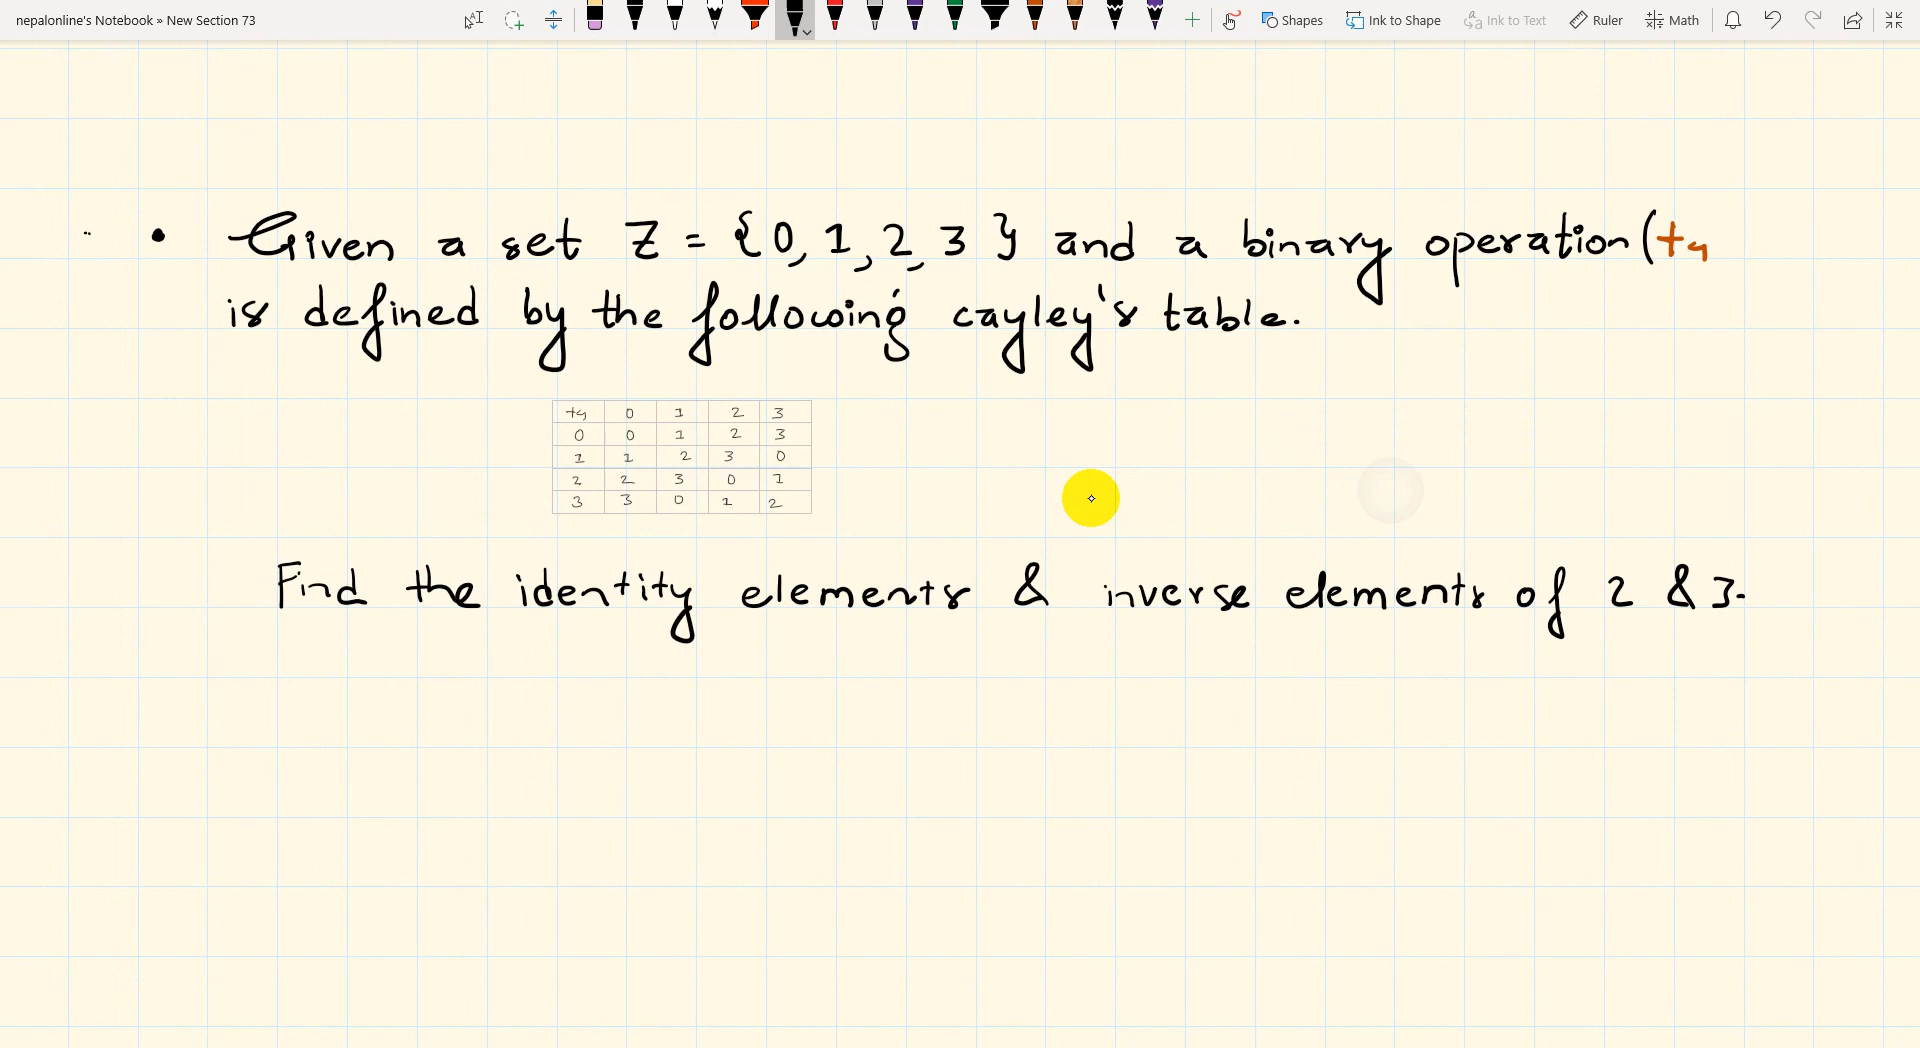 nepalonline's Notebook » New Section 73
Shapes Ink to Shape Ink to Text Ruler Math
• Given a set Z = {0, 1, 2, 3 } and a binary operation (+4
is defined by the following cayley's table.
+4 0 1 2 3
0 0 1 2 3
1 1 2 3 0
2 2 3 0 1
3 3 0 1 2
Find the identity elements & inverse elements of 2 & 3.